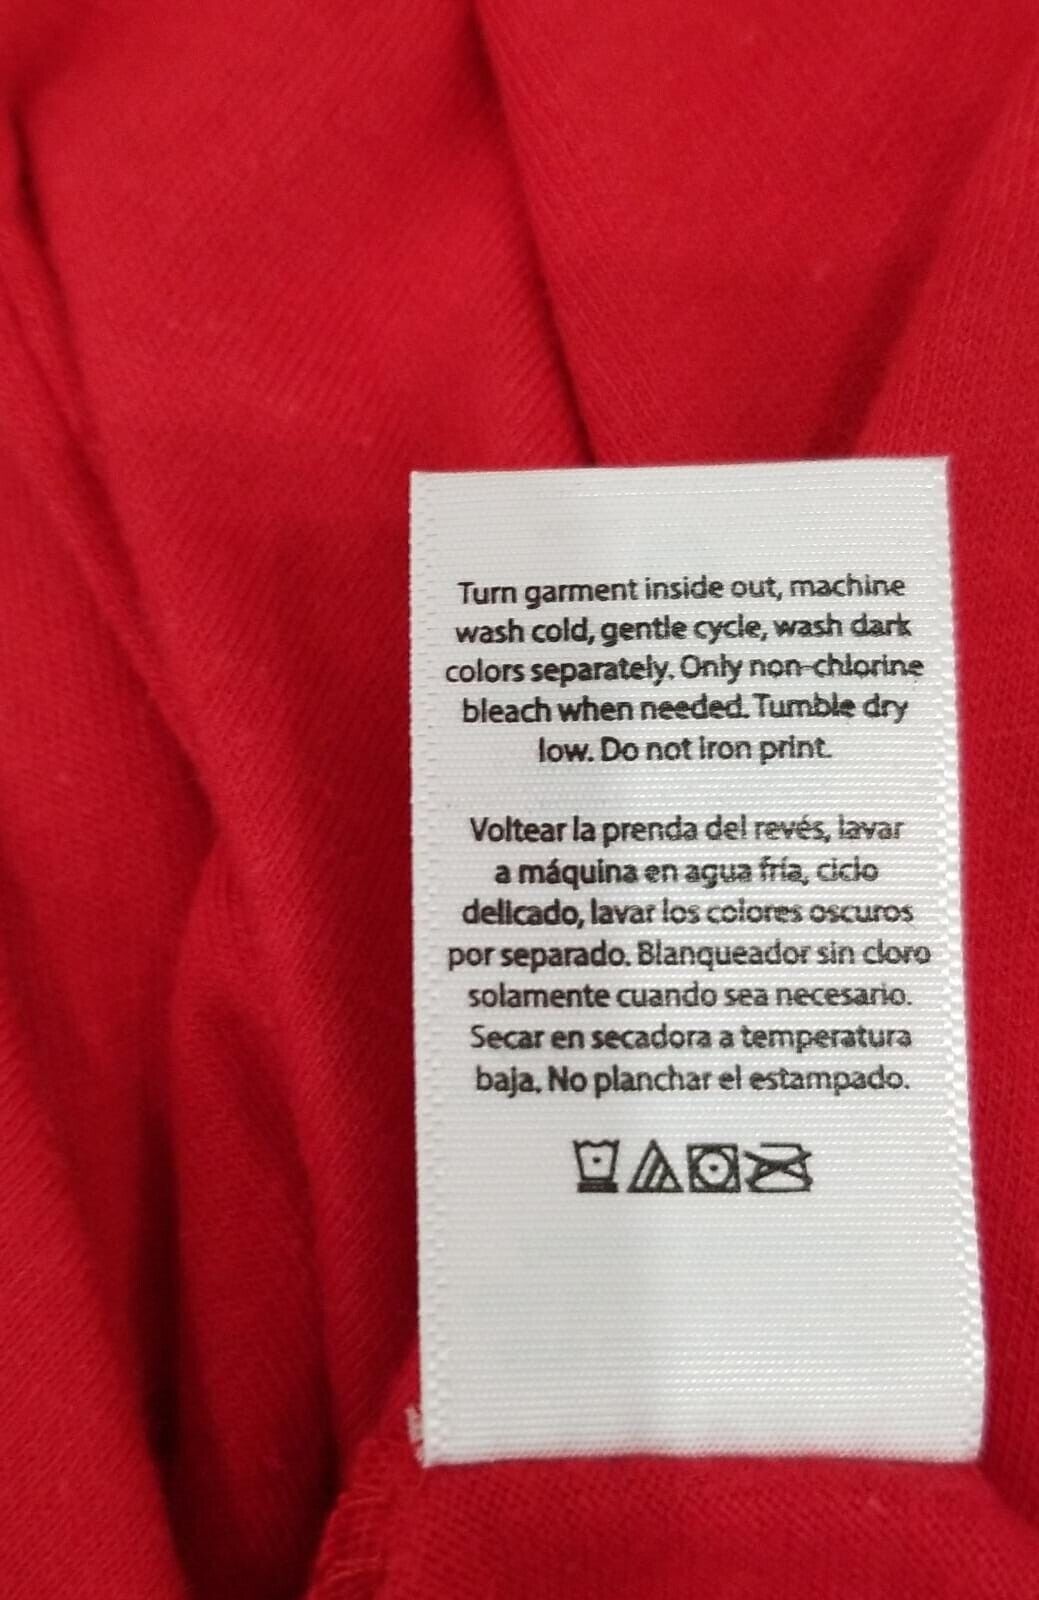 Turn garment inside out, machine
wash cold, gentle cycle, wash dark
colors separately. Only non-chlorine
bleach when needed. Tumble dry
low. Do not iron print.
Voltear la prenda del revés, lavar
a máquina en agua fría, ciclo
delicado, lavar los colores oscuros
por separado. Blanqueador sin cloro
solamente cuando sea necesario.
Secar en secadora a temperatura
baja. No planchar el estampado.